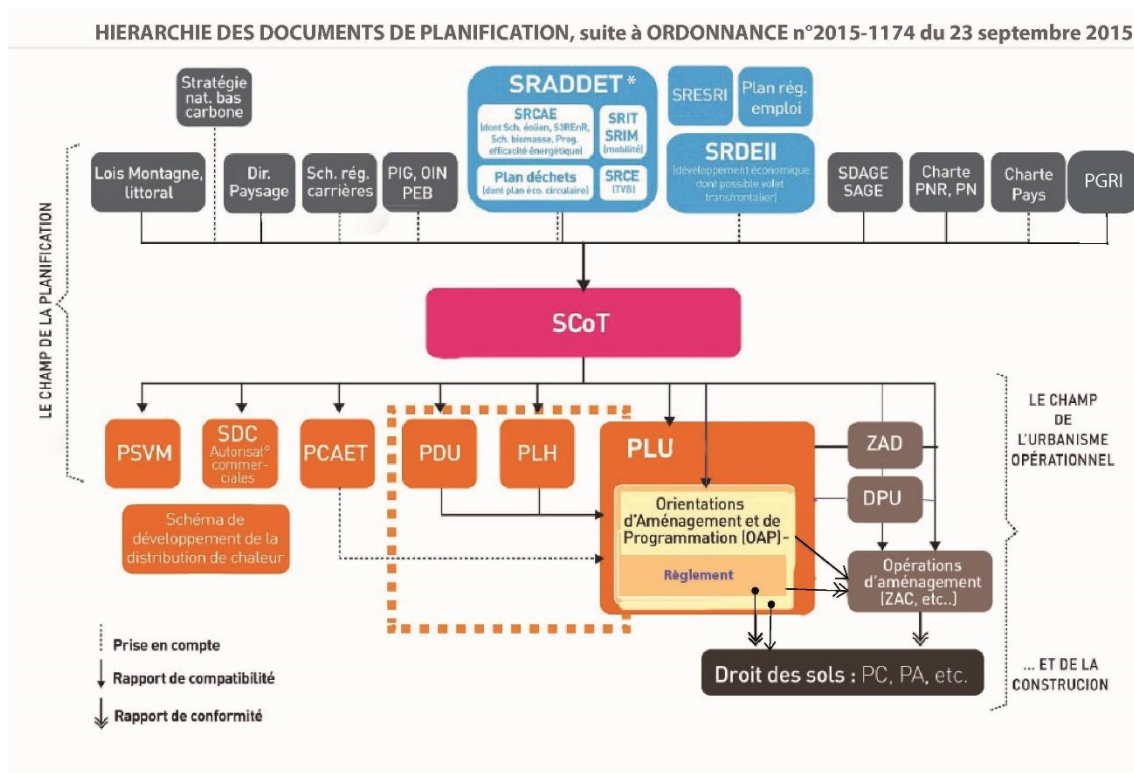 HIERARCHIE DES DOCUMENTS DE PLANIFICATION, suite à ORDONNANCE n°2015-1174 du 23 septembre 2015
Stratégie
nat. bas
carbone
SRADDET *
SRCAE
(dont Sch. éolien, S3REnR,
Sch. biomasse, Prog.
efficacité énergétique)
SRIT
SRIM
(mobilité)
Plan déchets
(dont plan éco. circulaire)
SRCE
(TVB)
SRESRI
Plan rég.
emploi
SRDEII
(développement économique
dont possible volet
transfrontalier)
Lois Montagne,
littoral
Dir.
Paysage
Sch. rég.
carrières
PIG, OIN
PEB
SDAGE
SAGE
Charte
PNR, PN
Charte
Pays
PGRI
LE CHAMP DE LA PLANIFICATION
SCoT
PSVM
SDC
Autorisat°
commer-
ciales
PCAET
PDU
PLH
PLU
ZAD
DPU
LE CHAMP
DE
L'URBANISME
OPÉRATIONNEL
Schéma de
développement de la
distribution de chaleur
Orientations
d'Aménagement et de
Programmation (OAP)-
Règlement
Opérations
d'aménagement
(ZAC, etc..)
Prise en compte
Rapport de compatibilité
Rapport de conformité
Droit des sols : PC, PA, etc.
... ET DE LA
CONSTRUCION